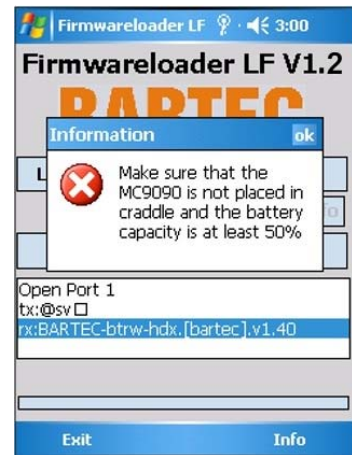 Firmwareloader LF 3:00
Firmwareloader LF V1.2
BARTEC
Information ok
Make sure that the
MC9090 is not placed in
craddle and the battery
capacity is at least 50%
L
fo
Open Port 1
tx:@sv□
rx:BARTEC-btrw-hdx.[bartec].v1.40
Exit Info